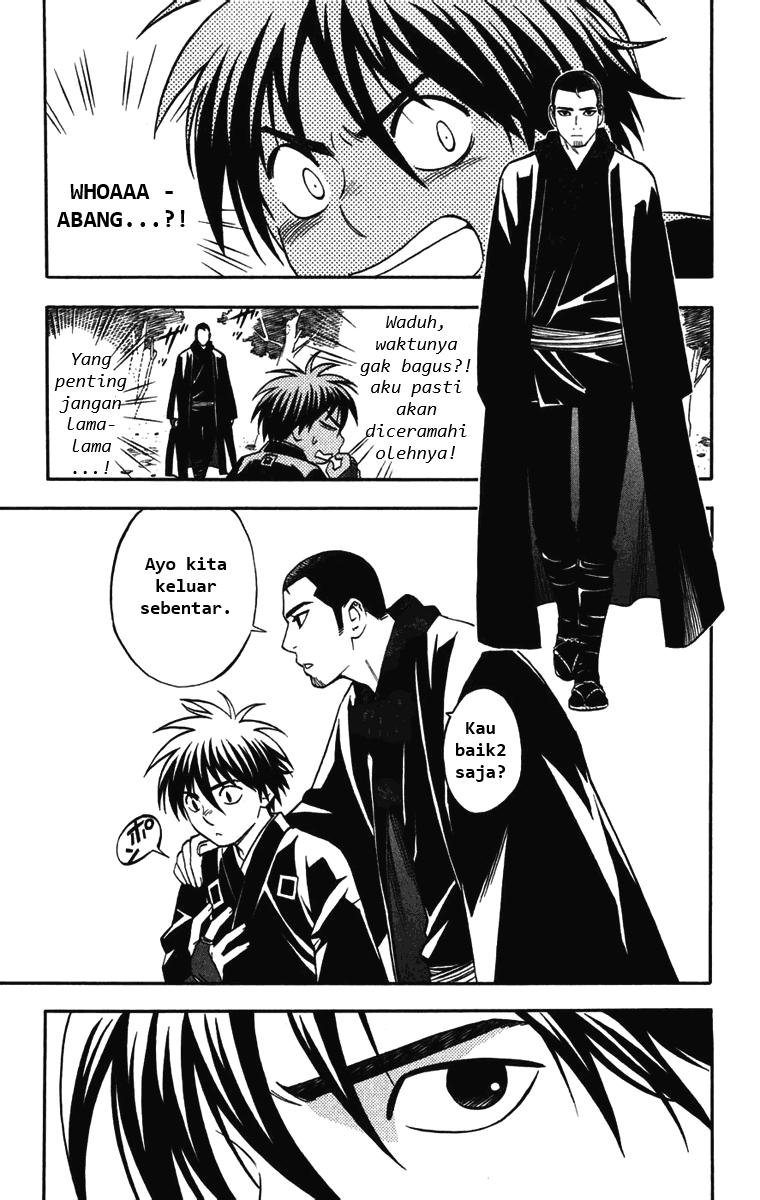 WHOAAA -
ABANG...?!
Waduh,
waktunya
gak bagus?!
aku pasti
akan
diceramahi
olehnya!
Yang
penting
jangan
lama-
lama
...!
Ayo kita
keluar
sebentar.
Kau
baik2
saja?
ポン